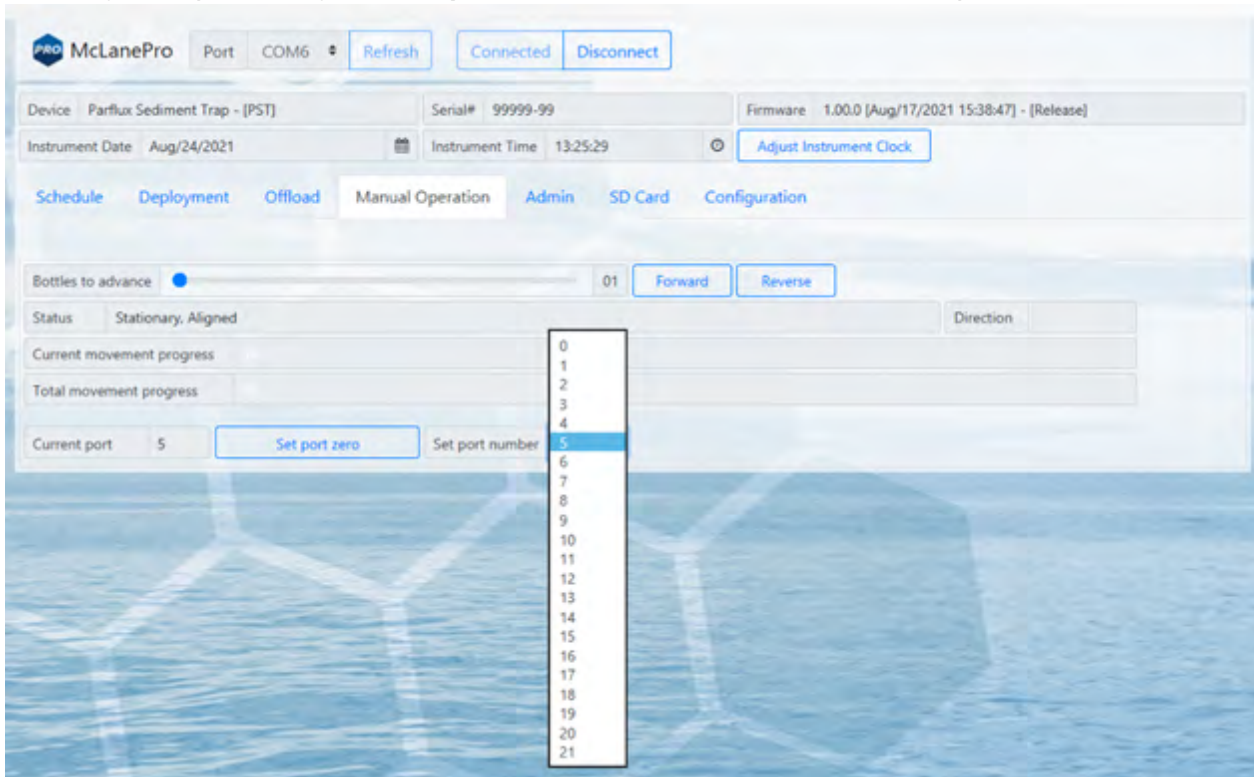 PRO McLanePro Port COM6 Refresh Connected Disconnect
Device Parflux Sediment Trap - [PST] Serial# 99999-99 Firmware 1.00.0 [Aug/17/2021 15:38:47] - [Release]
Instrument Date Aug/24/2021 Instrument Time 13:25:29 Adjust Instrument Clock
Schedule Deployment Offload Manual Operation Admin SD Card Configuration
Bottles to advance 01 Forward Reverse
Status Stationary, Aligned Direction
Current movement progress
Total movement progress
Current port 5 Set port zero Set port number
0
1
2
3
4
5
6
7
8
9
10
11
12
13
14
15
16
17
18
19
20
21